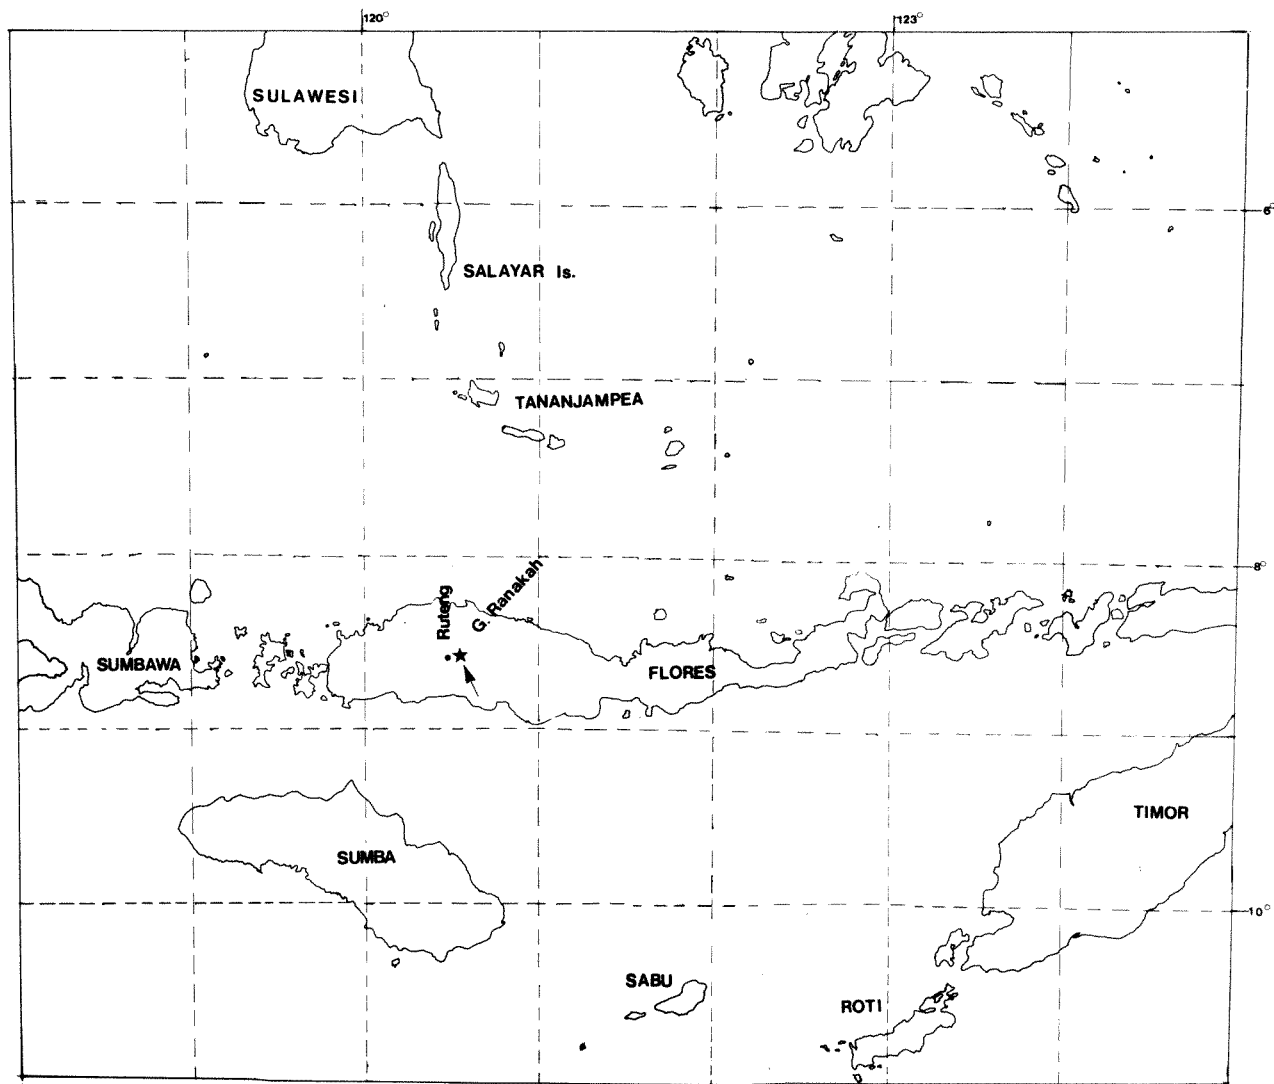 120° 123°
SULAWESI
6°
SALAYAR Is.
TANANJAMPEA
8°
Ruteng
G. Ranakah
SUMBAWA
FLORES
TIMOR
SUMBA
10°
SABU
ROTI